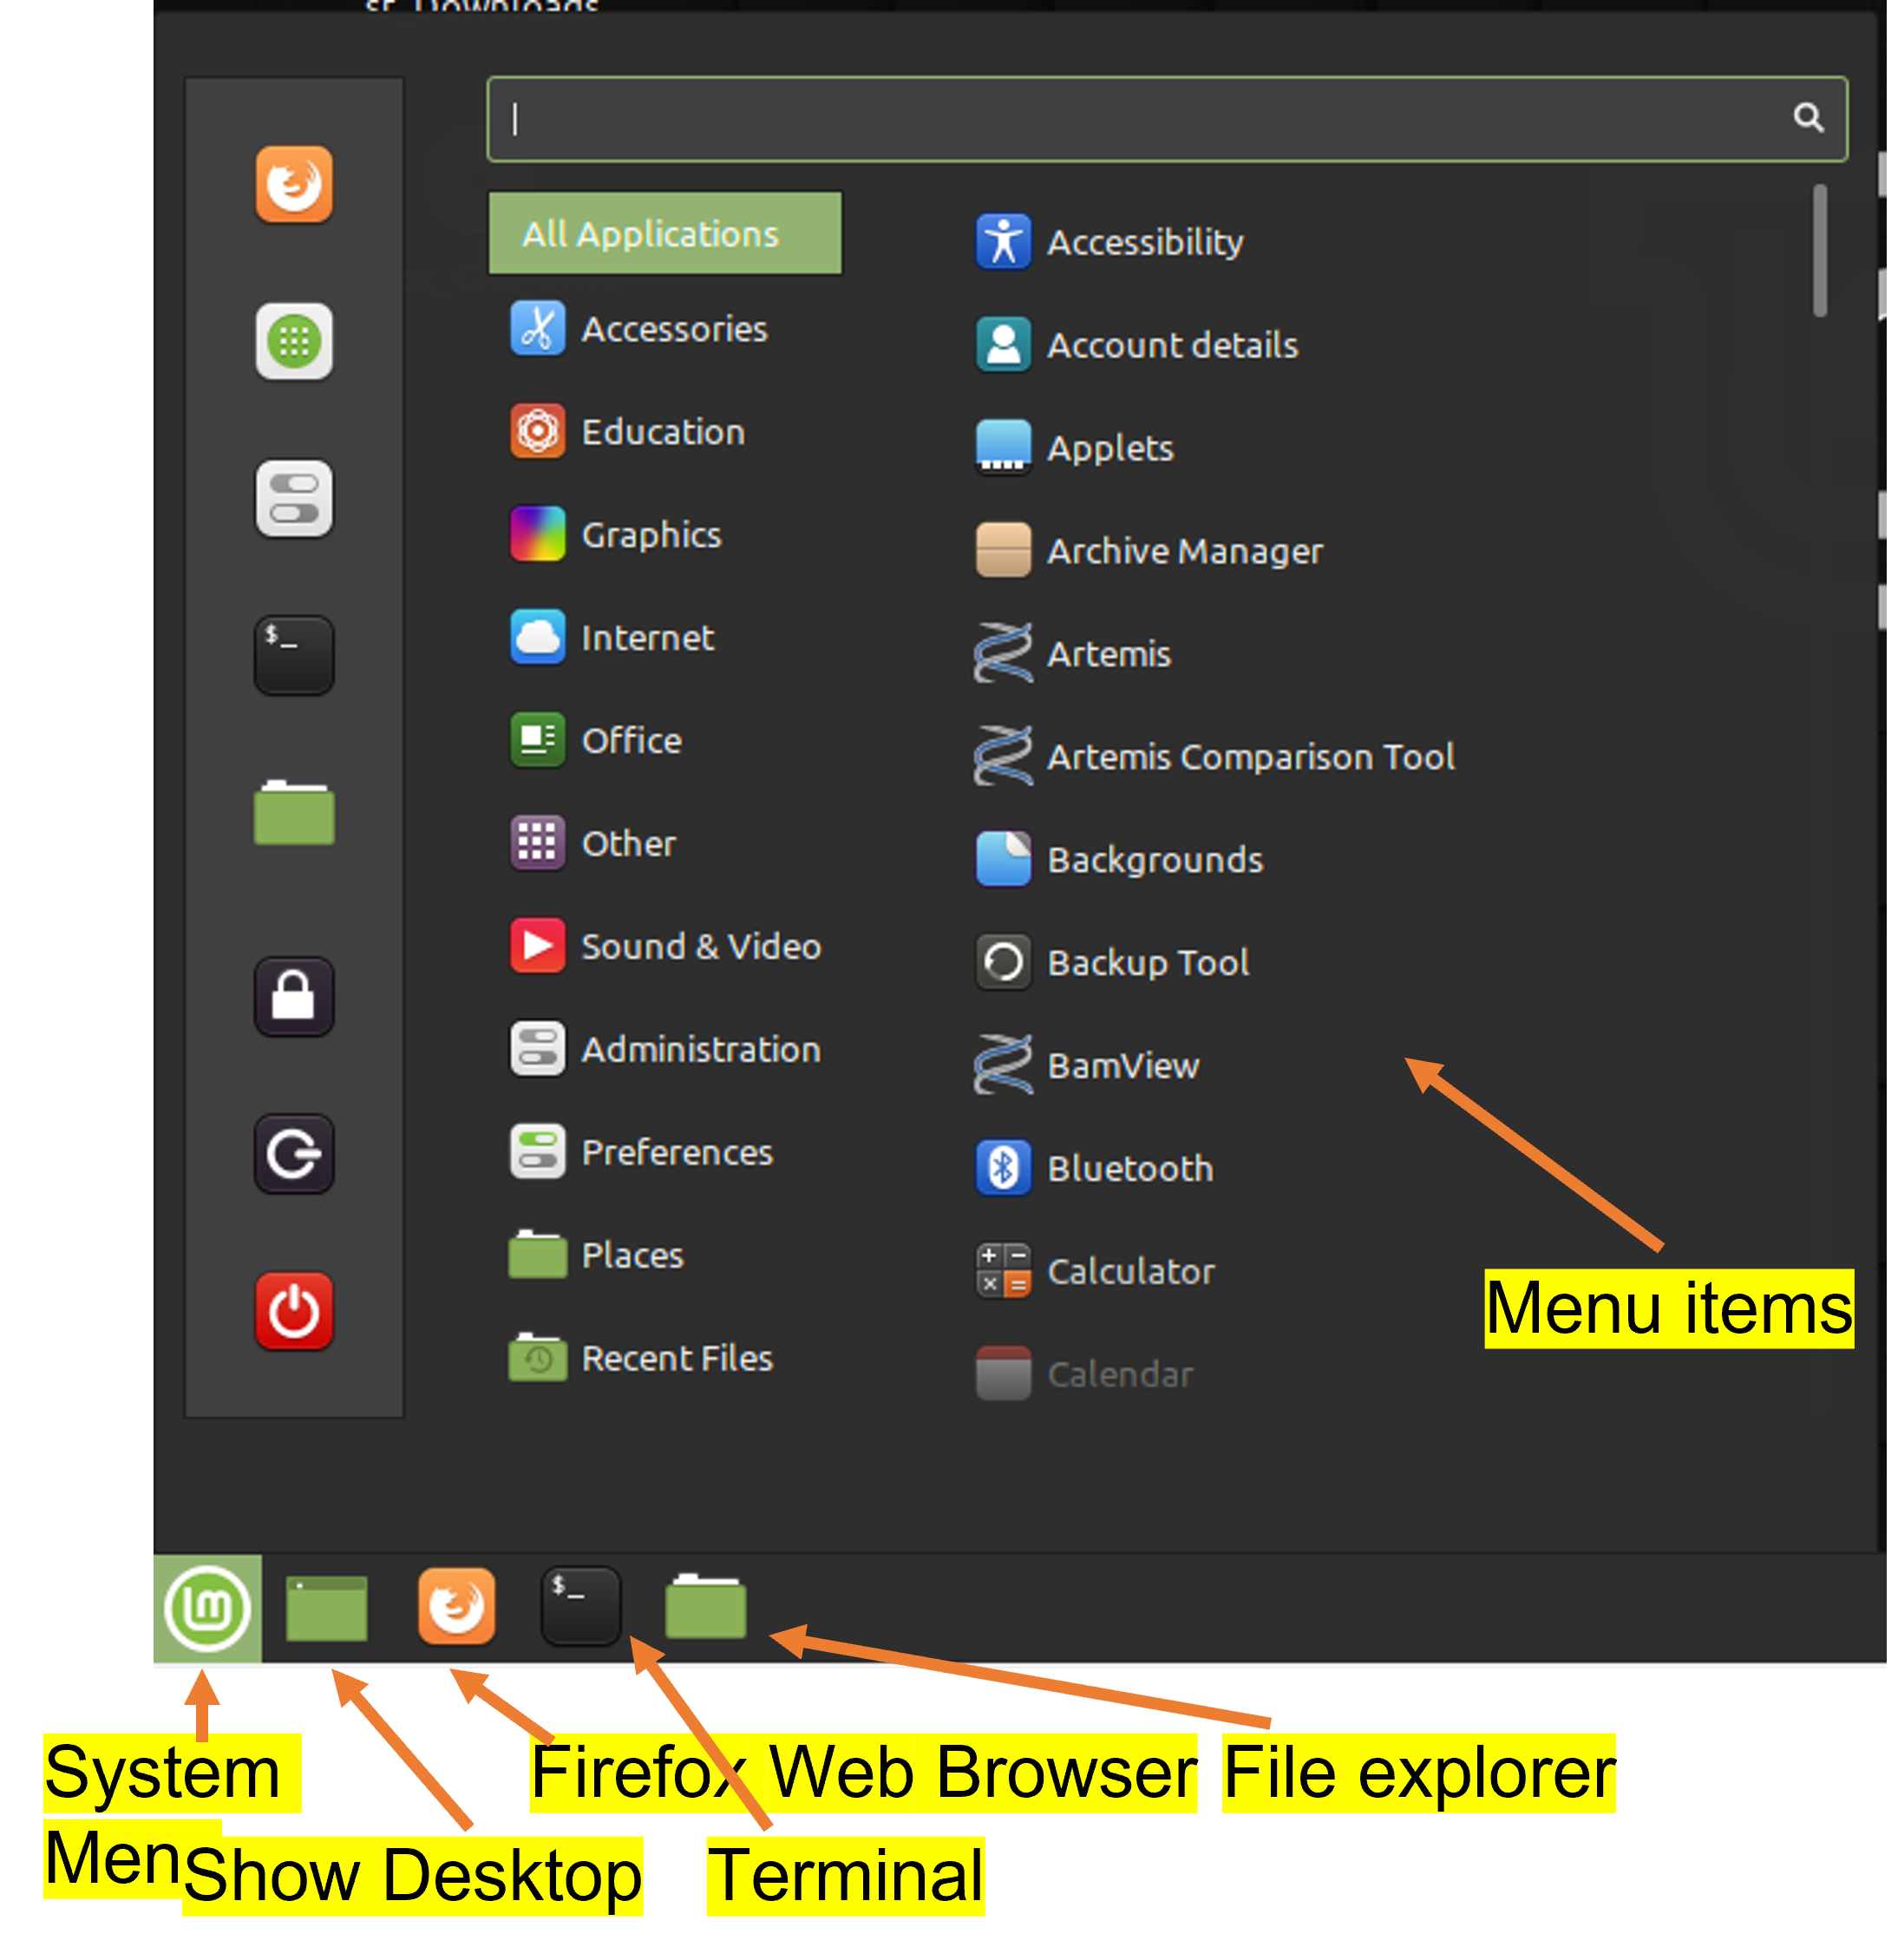 sf_Downloads
All Applications
Accessories
Education
Graphics
Internet
Office
Other
Sound & Video
Administration
Preferences
Places
Recent Files
Accessibility
Account details
Applets
Archive Manager
Artemis
Artemis Comparison Tool
Backgrounds
Backup Tool
BamView
Bluetooth
Calculator
Calendar
Menu items
$_
$_
System
Men
Show Desktop
Firefox Web Browser
Terminal
File explorer